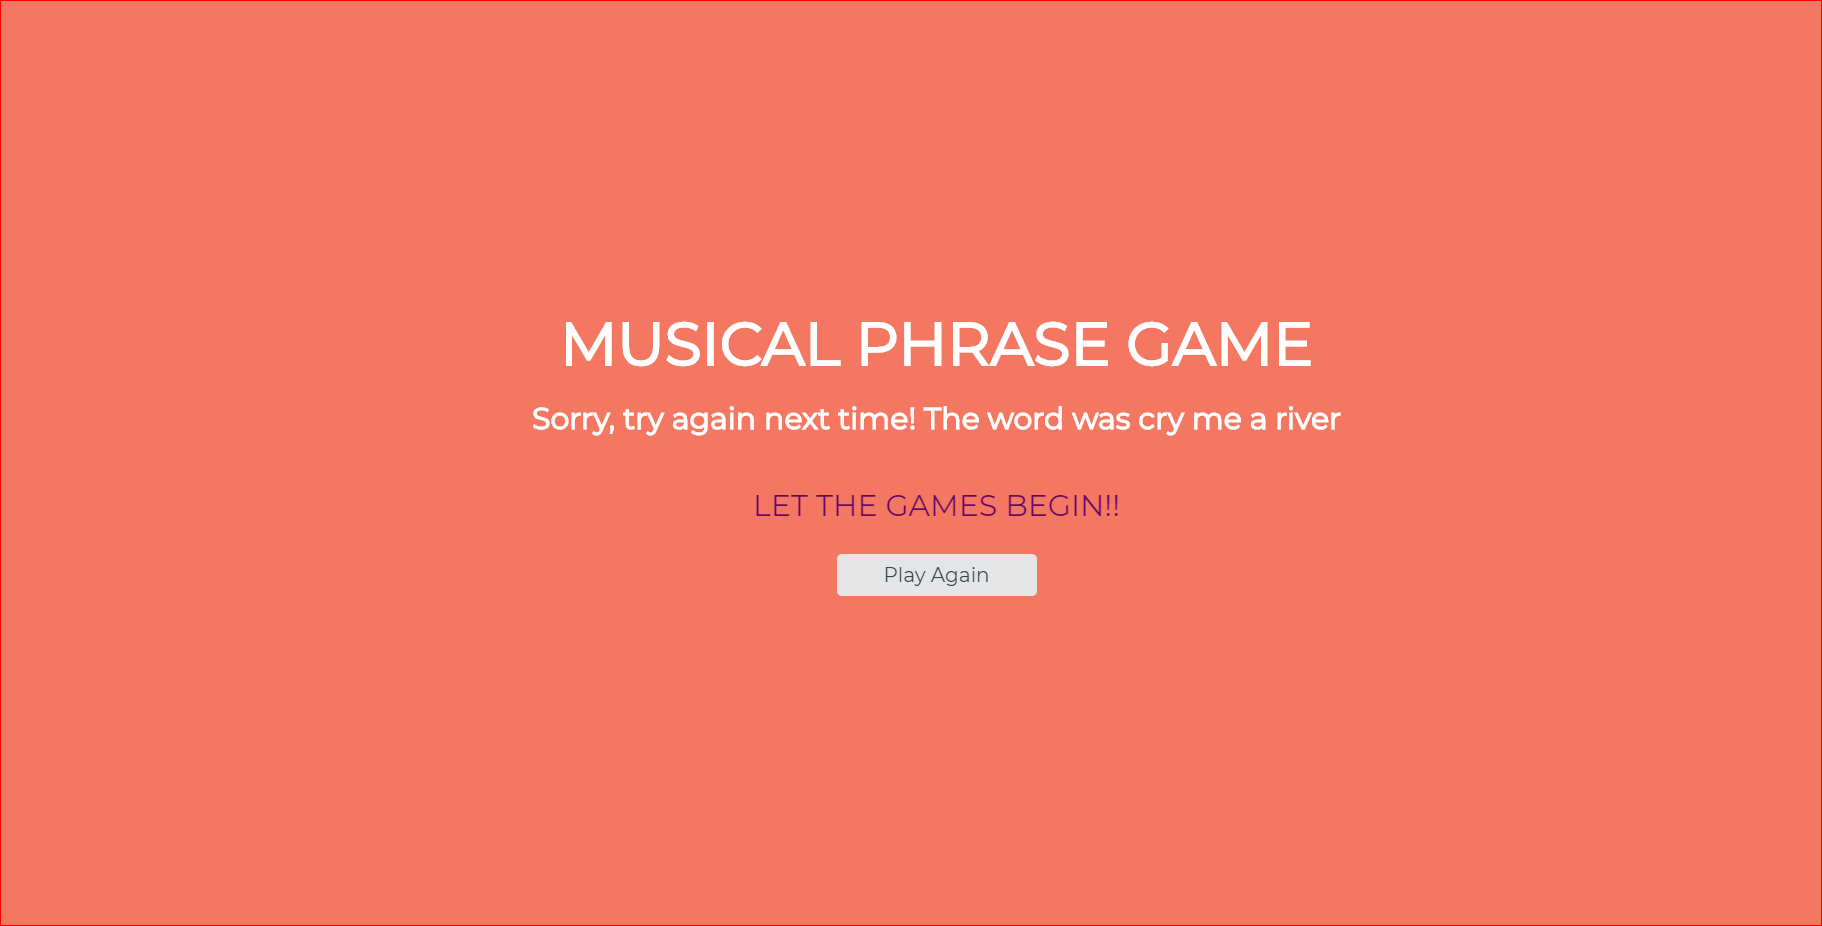 MUSICAL PHRASE GAME
Sorry, try again next time! The word was cry me a river
LET THE GAMES BEGIN!!
Play Again